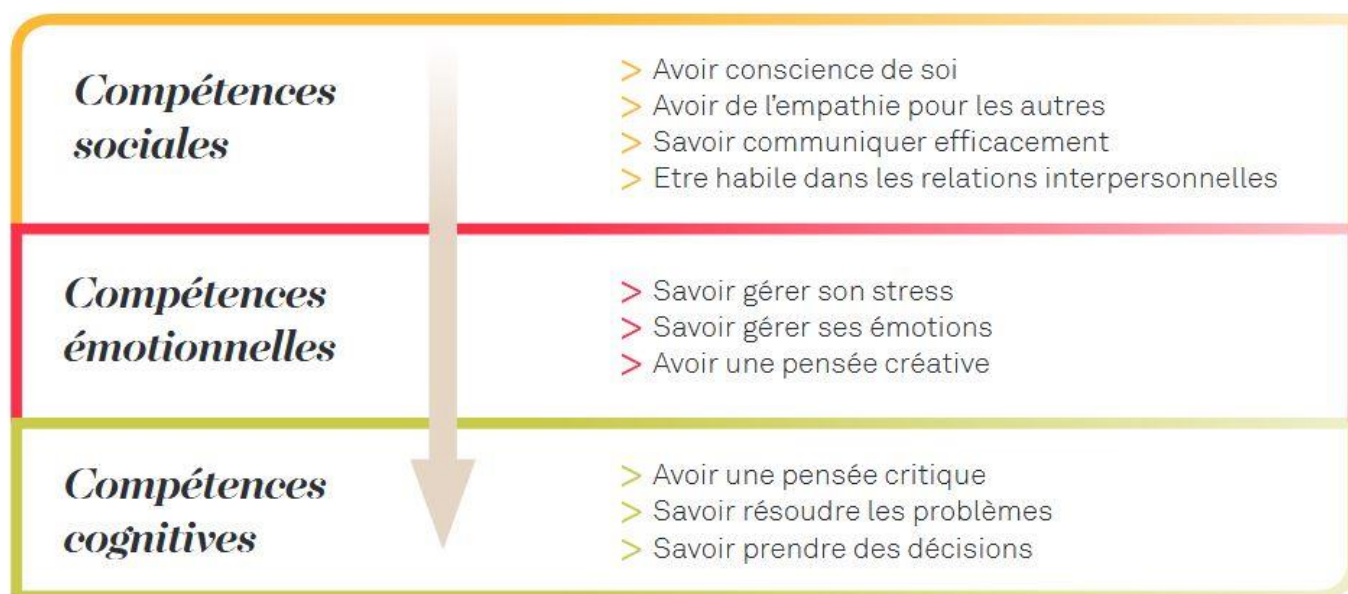 Compétences
sociales
> Avoir conscience de soi
> Avoir de l'empathie pour les autres
> Savoir communiquer efficacement
> Etre habile dans les relations interpersonnelles
Compétences
émotionnelles
> Savoir gérer son stress
> Savoir gérer ses émotions
> Avoir une pensée créative
Compétences
cognitives
> Avoir une pensée critique
> Savoir résoudre les problèmes
> Savoir prendre des décisions